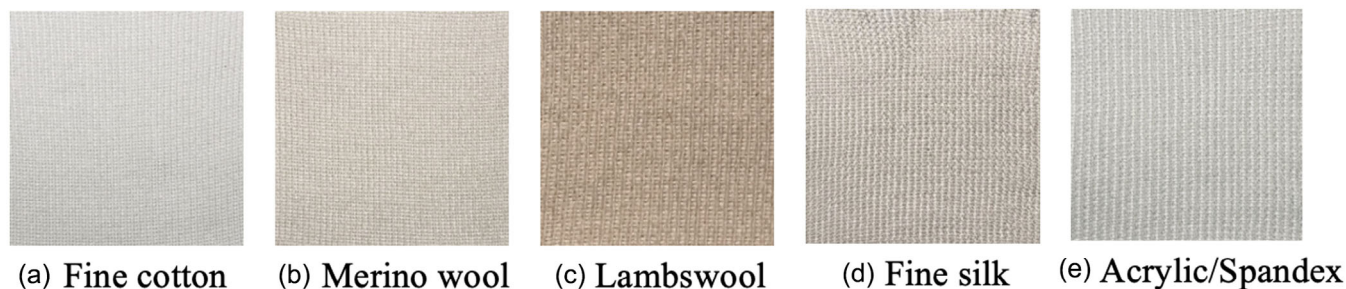 (a) Fine cotton
(b) Merino wool
(c) Lambswool
(d) Fine silk
(e) Acrylic/Spandex